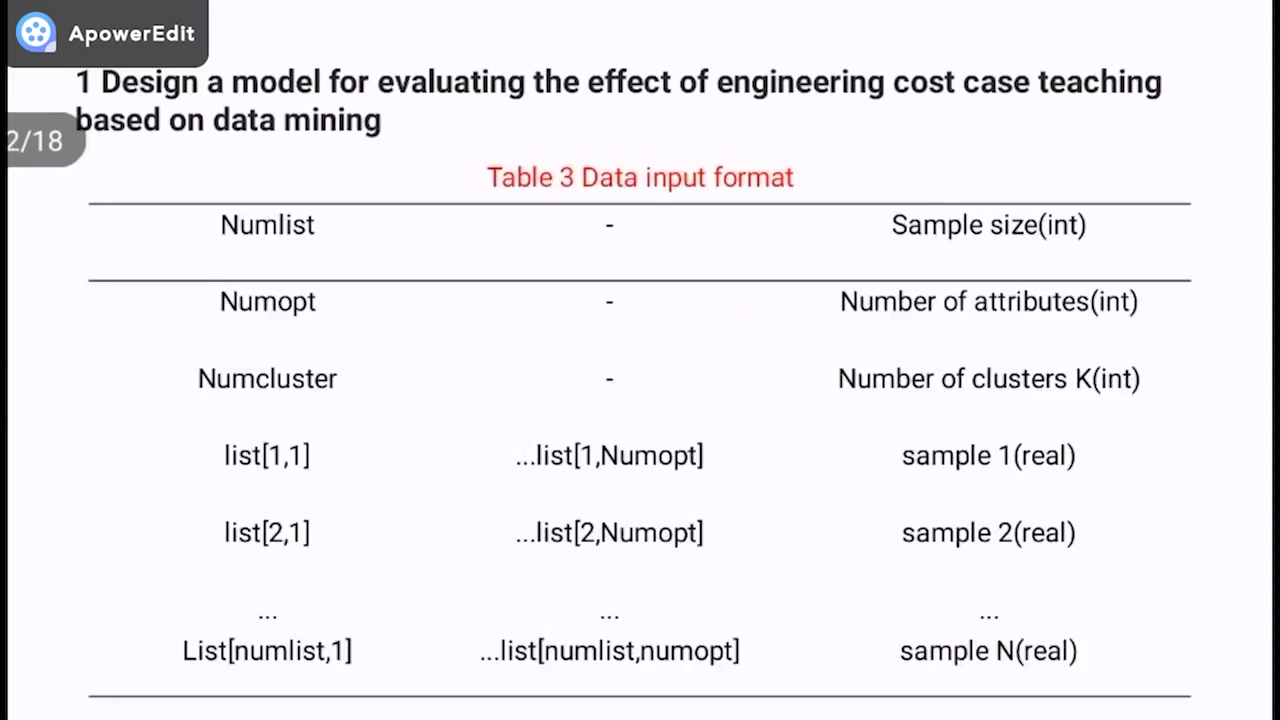 ApowerEdit
1 Design a model for evaluating the effect of engineering cost case teaching
based on data mining
2/18
Table 3 Data input format
Numlist - Sample size(int)
Numopt - Number of attributes(int)
Numcluster - Number of clusters K(int)
list[1,1] ...list[1,Numopt] sample 1(real)
list[2,1] ...list[2,Numopt] sample 2(real)
... ... ...
List[numlist,1] ...list[numlist,numopt] sample N(real)